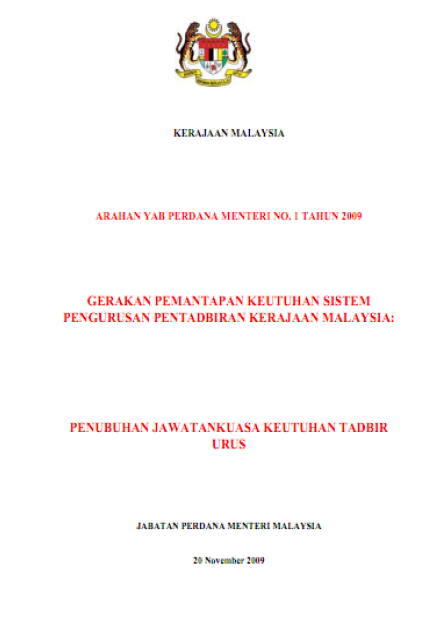 KERAJAAN MALAYSIA
ARAHAN YAB PERDANA MENTERI NO. 1 TAHUN 2009
GERAKAN PEMANTAPAN KEUTUHAN SISTEM
PENGURUSAN PENTADBIRAN KERAJAAN MALAYSIA:
PENUBUHAN JAWATANKUASA KEUTUHAN TADBIR
URUS
JABATAN PERDANA MENTERI MALAYSIA
20 November 2009